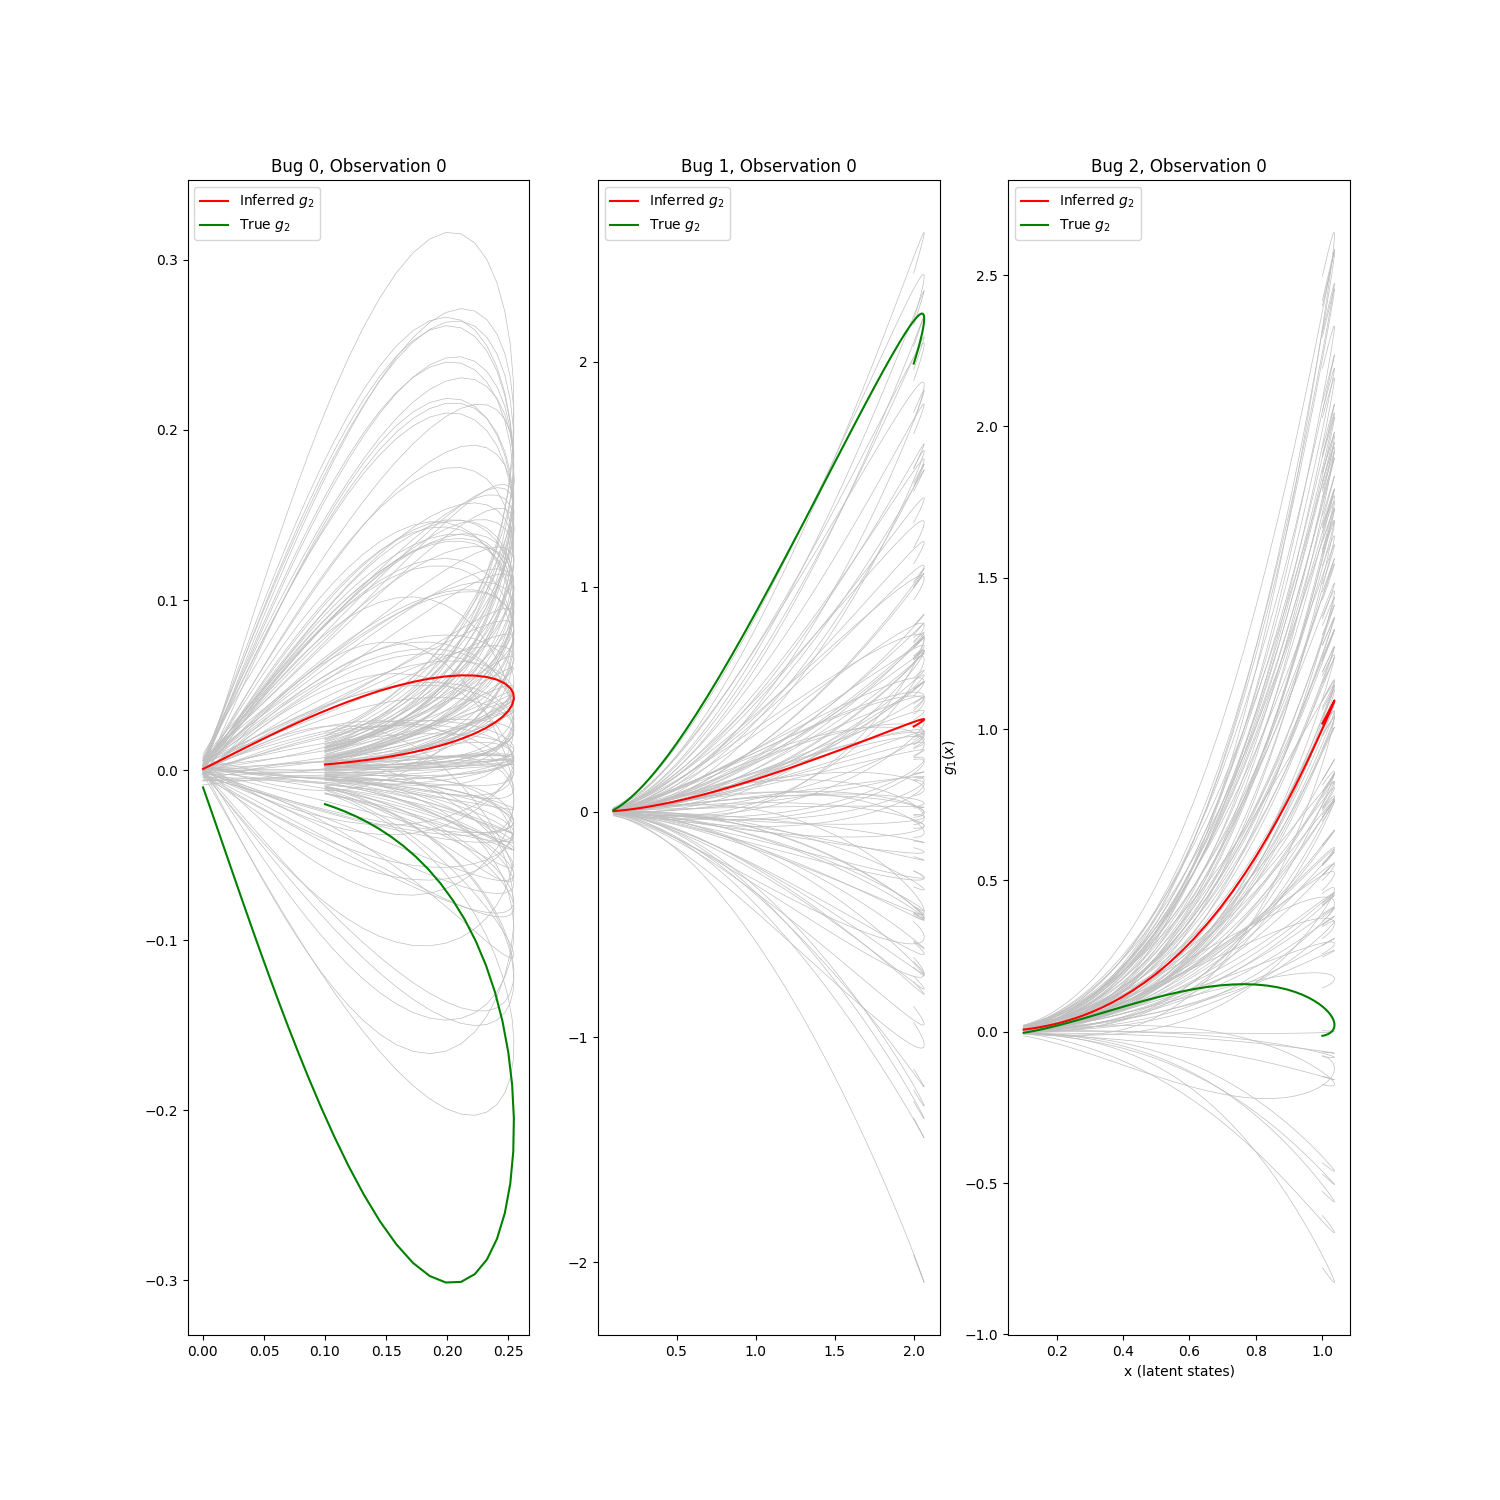 Bug 0, Observation 0
Inferred g₂
True g₂
0.3
0.2
0.1
0.0
−0.1
−0.2
−0.3
0.00 0.05 0.10 0.15 0.20 0.25
Bug 1, Observation 0
Inferred g₂
True g₂
2
1
0
−1
−2
0.5 1.0 1.5 2.0
Bug 2, Observation 0
Inferred g₂
True g₂
g₁(x)
2.5
2.0
1.5
1.0
0.5
0.0
−0.5
−1.0
0.2 0.4 0.6 0.8 1.0
x (latent states)